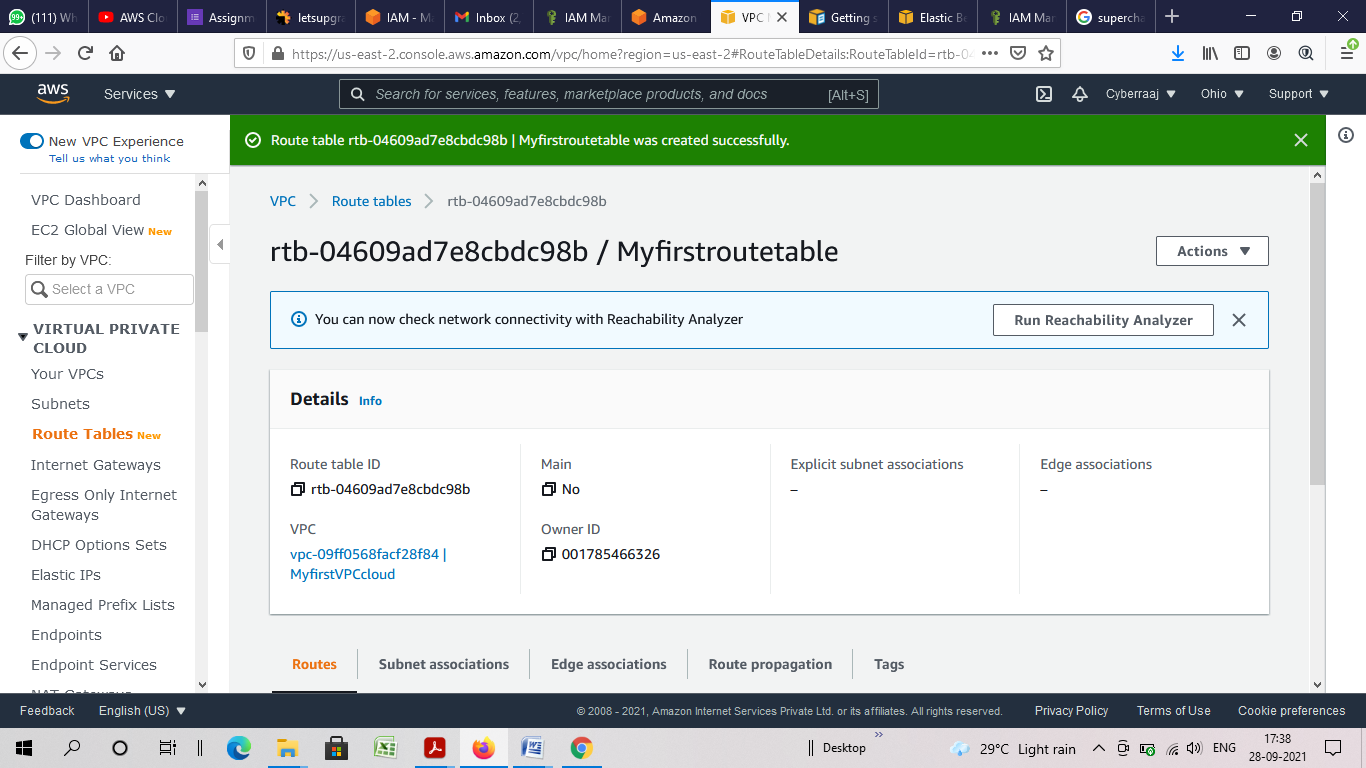 (111) Wh
AWS Clo
Assignm
letsupgra
IAM - Ma
Inbox (2,
IAM Mar
Amazon
VPC M
Getting s
Elastic Be
IAM Mar
supercha
https://us-east-2.console.aws.amazon.com/vpc/home?region=us-east-2#RouteTableDetails:RouteTableId=rtb-04
aws
Services
Search for services, features, marketplace products, and docs [Alt+S]
Cyberraaj
Ohio
Support
New VPC Experience
Tell us what you think
Route table rtb-04609ad7e8cbdc98b | Myfirstroutetable was created successfully.
VPC Dashboard
EC2 Global View New
Filter by VPC:
Select a VPC
VIRTUAL PRIVATE
CLOUD
Your VPCs
Subnets
Route Tables New
Internet Gateways
Egress Only Internet
Gateways
DHCP Options Sets
Elastic IPs
Managed Prefix Lists
Endpoints
Endpoint Services
NAT Gateways
VPC > Route tables > rtb-04609ad7e8cbdc98b
rtb-04609ad7e8cbdc98b / Myfirstroutetable
Actions
You can now check network connectivity with Reachability Analyzer
Run Reachability Analyzer
Details Info
Route table ID
rtb-04609ad7e8cbdc98b
Main
No
Explicit subnet associations
–
Edge associations
–
VPC
vpc-09ff0568facf28f84 |
MyfirstVPCcloud
Owner ID
001785466326
Routes
Subnet associations
Edge associations
Route propagation
Tags
Feedback
English (US)
© 2008 - 2021, Amazon Internet Services Private Ltd. or its affiliates. All rights reserved.
Privacy Policy
Terms of Use
Cookie preferences
Desktop
29°C Light rain
ENG
17:38
28-09-2021